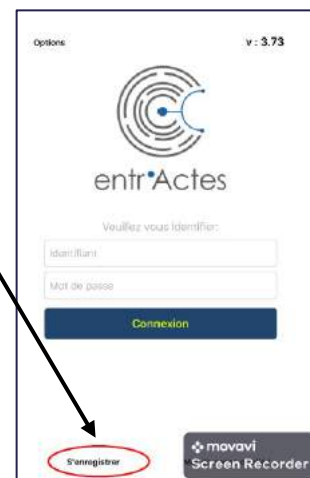 Options v : 3.73
entr'Actes
Veuillez vous identifier:
Identifiant
Mot de passe
Connexion
S'enregistrer
movavi
Screen Recorder